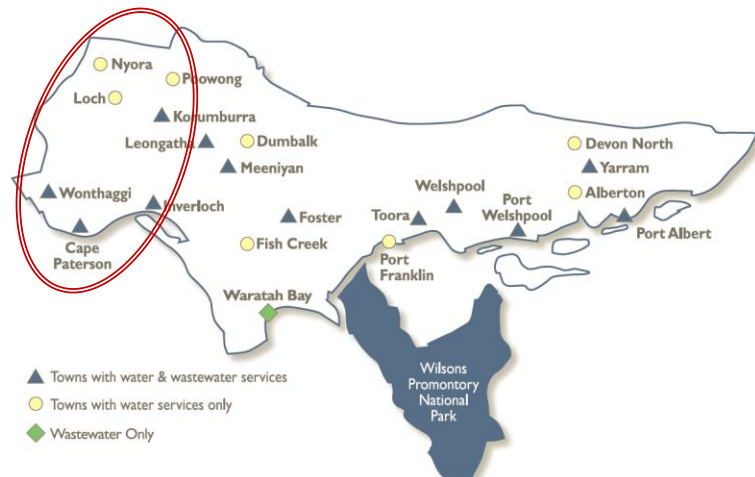 Nyora
Poowong
Loch
Korumburra
Leongatha
Dumbalk
Devon North
Meeniyan
Yarram
Wonthaggi
Welshpool
Alberton
Inverloch
Port
Welshpool
Foster
Toora
Port Albert
Cape
Paterson
Fish Creek
Port
Franklin
Waratah Bay
Wilsons
Promontory
National
Park
Towns with water & wastewater services
Towns with water services only
Wastewater Only